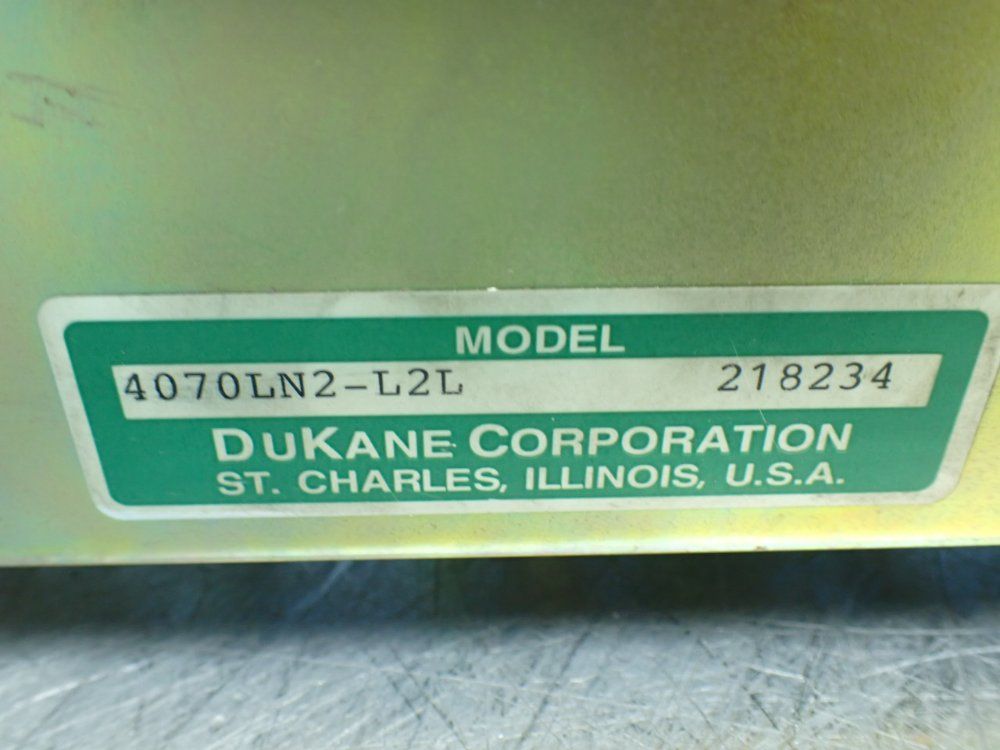 MODEL
4070LN2-L2L 218234
DUKANE CORPORATION
ST. CHARLES, ILLINOIS, U.S.A.